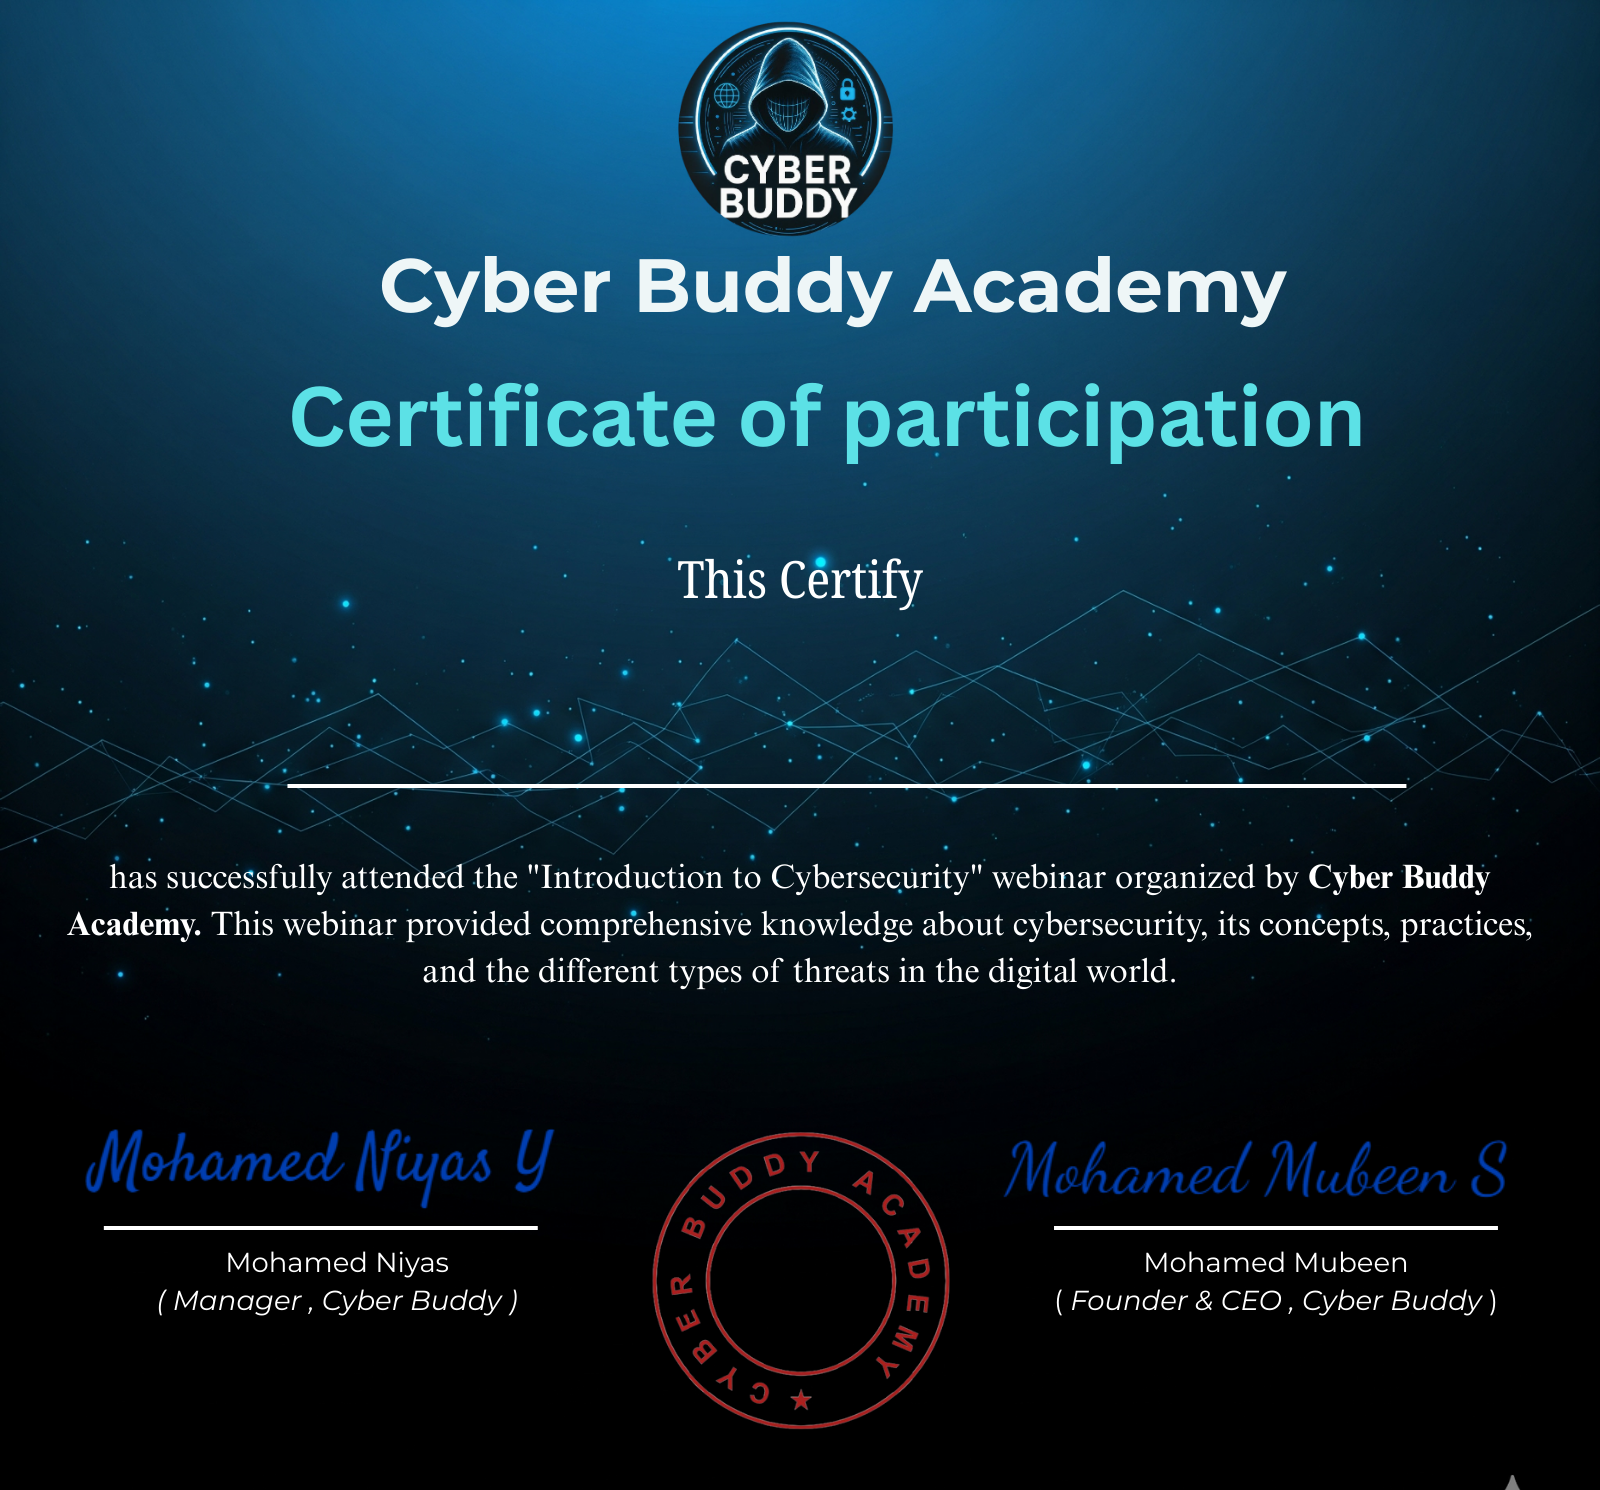 CYBER
BUDDY
Cyber Buddy Academy
Certificate of participation
This Certify
has successfully attended the "Introduction to Cybersecurity" webinar organized by Cyber Buddy
Academy. This webinar provided comprehensive knowledge about cybersecurity, its concepts, practices,
and the different types of threats in the digital world.
Mohamed Niyas Y
Mohamed Niyas
( Manager , Cyber Buddy )
CYBER BUDDY ACADEMY
Mohamed Mubeen S
Mohamed Mubeen
( Founder & CEO , Cyber Buddy )